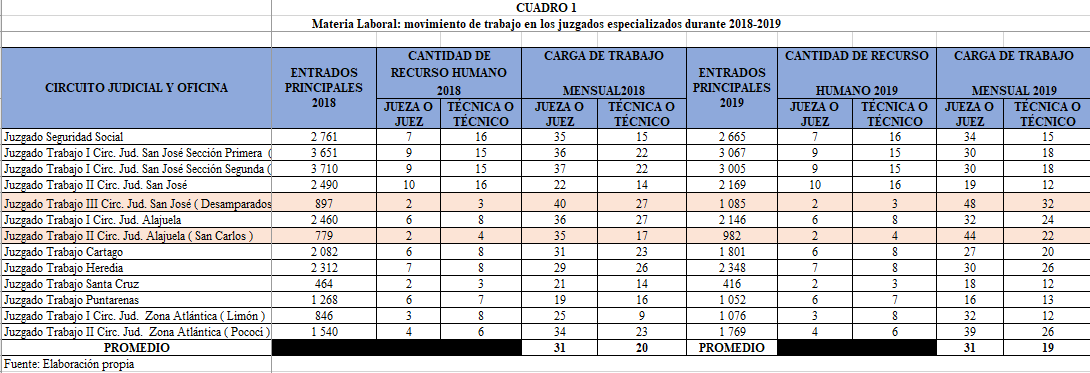 CUADRO 1
Materia Laboral: movimiento de trabajo en los juzgados especializados durante 2018-2019
CIRCUITO JUDICIAL Y OFICINA ENTRADOS PRINCIPALES 2018 CANTIDAD DE RECURSO HUMANO 2018 CARGA DE TRABAJO MENSUAL2018 ENTRADOS PRINCIPALES 2019 CANTIDAD DE RECURSO HUMANO 2019 CARGA DE TRABAJO MENSUAL 2019
JUEZA O JUEZ TÉCNICA O TÉCNICO JUEZA O JUEZ TÉCNICA O TÉCNICO JUEZA O JUEZ TÉCNICA O TÉCNICO JUEZA O JUEZ TÉCNICA O TÉCNICO
Juzgado Seguridad Social 2 761 7 16 35 15 2 665 7 16 34 15
Juzgado Trabajo I Circ. Jud. San José Sección Primera ( 3 651 9 15 36 22 3 067 9 15 30 18
Juzgado Trabajo I Circ. Jud. San José Sección Segunda ( 3 710 9 15 37 22 3 005 9 15 30 18
Juzgado Trabajo II Circ. Jud. San José 2 490 10 16 22 14 2 169 10 16 19 12
Juzgado Trabajo III Circ. Jud. San José ( Desamparados 897 2 3 40 27 1 085 2 3 48 32
Juzgado Trabajo I Circ. Jud. Alajuela 2 460 6 8 36 27 2 146 6 8 32 24
Juzgado Trabajo II Circ. Jud. Alajuela ( San Carlos ) 779 2 4 35 17 982 2 4 44 22
Juzgado Trabajo Cartago 2 082 6 8 31 23 1 801 6 8 27 20
Juzgado Trabajo Heredia 2 312 7 8 29 26 2 348 7 8 30 26
Juzgado Trabajo Santa Cruz 464 2 3 21 14 416 2 3 18 12
Juzgado Trabajo Puntarenas 1 268 6 7 19 16 1 052 6 7 16 13
Juzgado Trabajo I Circ. Jud. Zona Atlántica ( Limón ) 846 3 8 25 9 1 076 3 8 32 12
Juzgado Trabajo II Circ. Jud. Zona Atlántica ( Pococi ) 1 540 4 6 34 23 1 769 4 6 39 26
PROMEDIO 31 20 PROMEDIO 31 19
Fuente: Elaboración propia